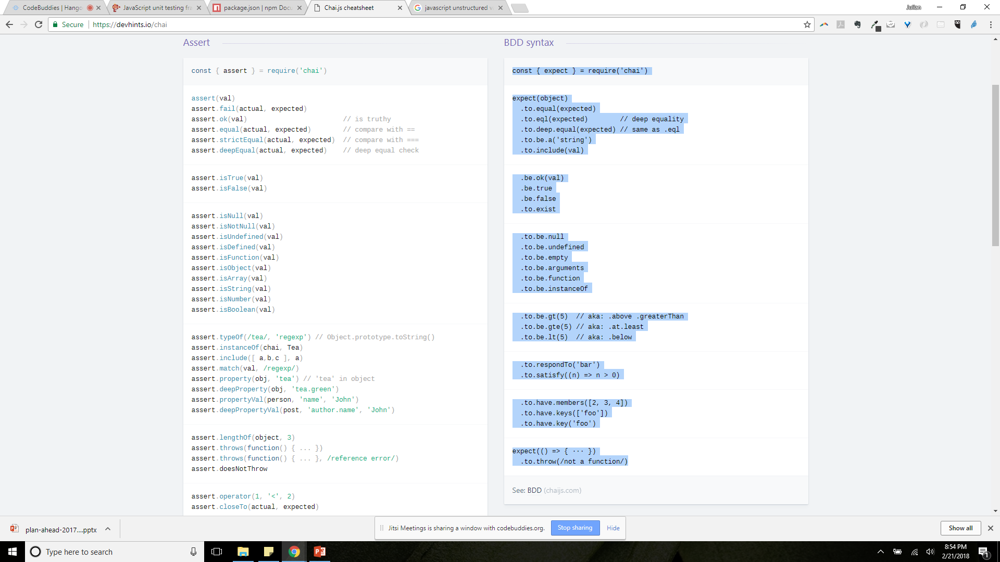 CodeBuddies | Hango
JavaScript unit testing fra
package.json | npm Docu
Chai.js cheatsheet
javascript unstructured v
Julian
Secure
https://devhints.io/chai
Assert
const { assert } = require('chai')
assert(val)
assert.fail(actual, expected)
assert.ok(val) // is truthy
assert.equal(actual, expected) // compare with ==
assert.strictEqual(actual, expected) // compare with ===
assert.deepEqual(actual, expected) // deep equal check
assert.isTrue(val)
assert.isFalse(val)
assert.isNull(val)
assert.isNotNull(val)
assert.isUndefined(val)
assert.isDefined(val)
assert.isFunction(val)
assert.isObject(val)
assert.isArray(val)
assert.isString(val)
assert.isNumber(val)
assert.isBoolean(val)
assert.typeOf(/tea/, 'regexp') // Object.prototype.toString()
assert.instanceOf(chai, Tea)
assert.include([ a,b,c ], a)
assert.match(val, /regexp/)
assert.property(obj, 'tea') // 'tea' in object
assert.deepProperty(obj, 'tea.green')
assert.propertyVal(person, 'name', 'John')
assert.deepPropertyVal(post, 'author.name', 'John')
assert.lengthOf(object, 3)
assert.throws(function() { ... })
assert.throws(function() { ... }, /reference error/)
assert.doesNotThrow
assert.operator(1, '<', 2)
assert.closeTo(actual, expected)
BDD syntax
const { expect } = require('chai')
expect(object)
.to.equal(expected)
.to.eql(expected) // deep equality
.to.deep.equal(expected) // same as .eql
.to.be.a('string')
.to.include(val)
.be.ok(val)
.be.true
.be.false
.to.exist
.to.be.null
.to.be.undefined
.to.be.empty
.to.be.arguments
.to.be.function
.to.be.instanceOf
.to.be.gt(5) // aka: .above .greaterThan
.to.be.gte(5) // aka: .at.least
.to.be.lt(5) // aka: .below
.to.respondTo('bar')
.to.satisfy((n) => n > 0)
.to.have.members([2, 3, 4])
.to.have.keys(['foo'])
.to.have.key('foo')
expect(() => { ··· })
.to.throw(/not a function/)
See: BDD (chaijs.com)
plan-ahead-2017....pptx
Jitsi Meetings is sharing a window with codebuddies.org.
Stop sharing
Hide
Show all
Type here to search
8:54 PM
2/21/2018
1